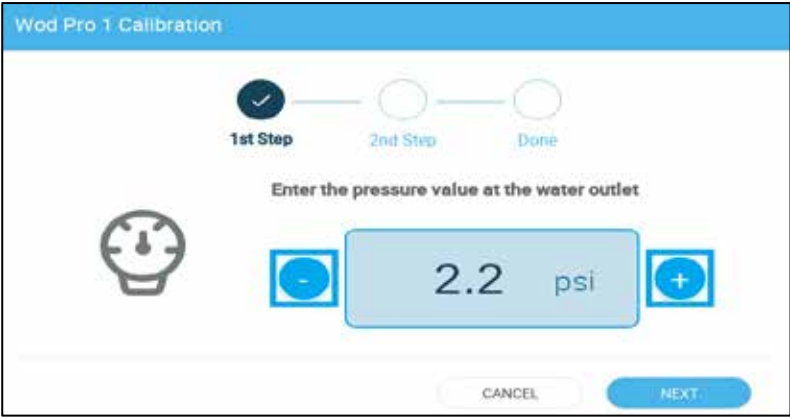 Wod Pro 1 Calibration
1st Step 2nd Step Done
Enter the pressure value at the water outlet
- 2.2 psi +
CANCEL NEXT